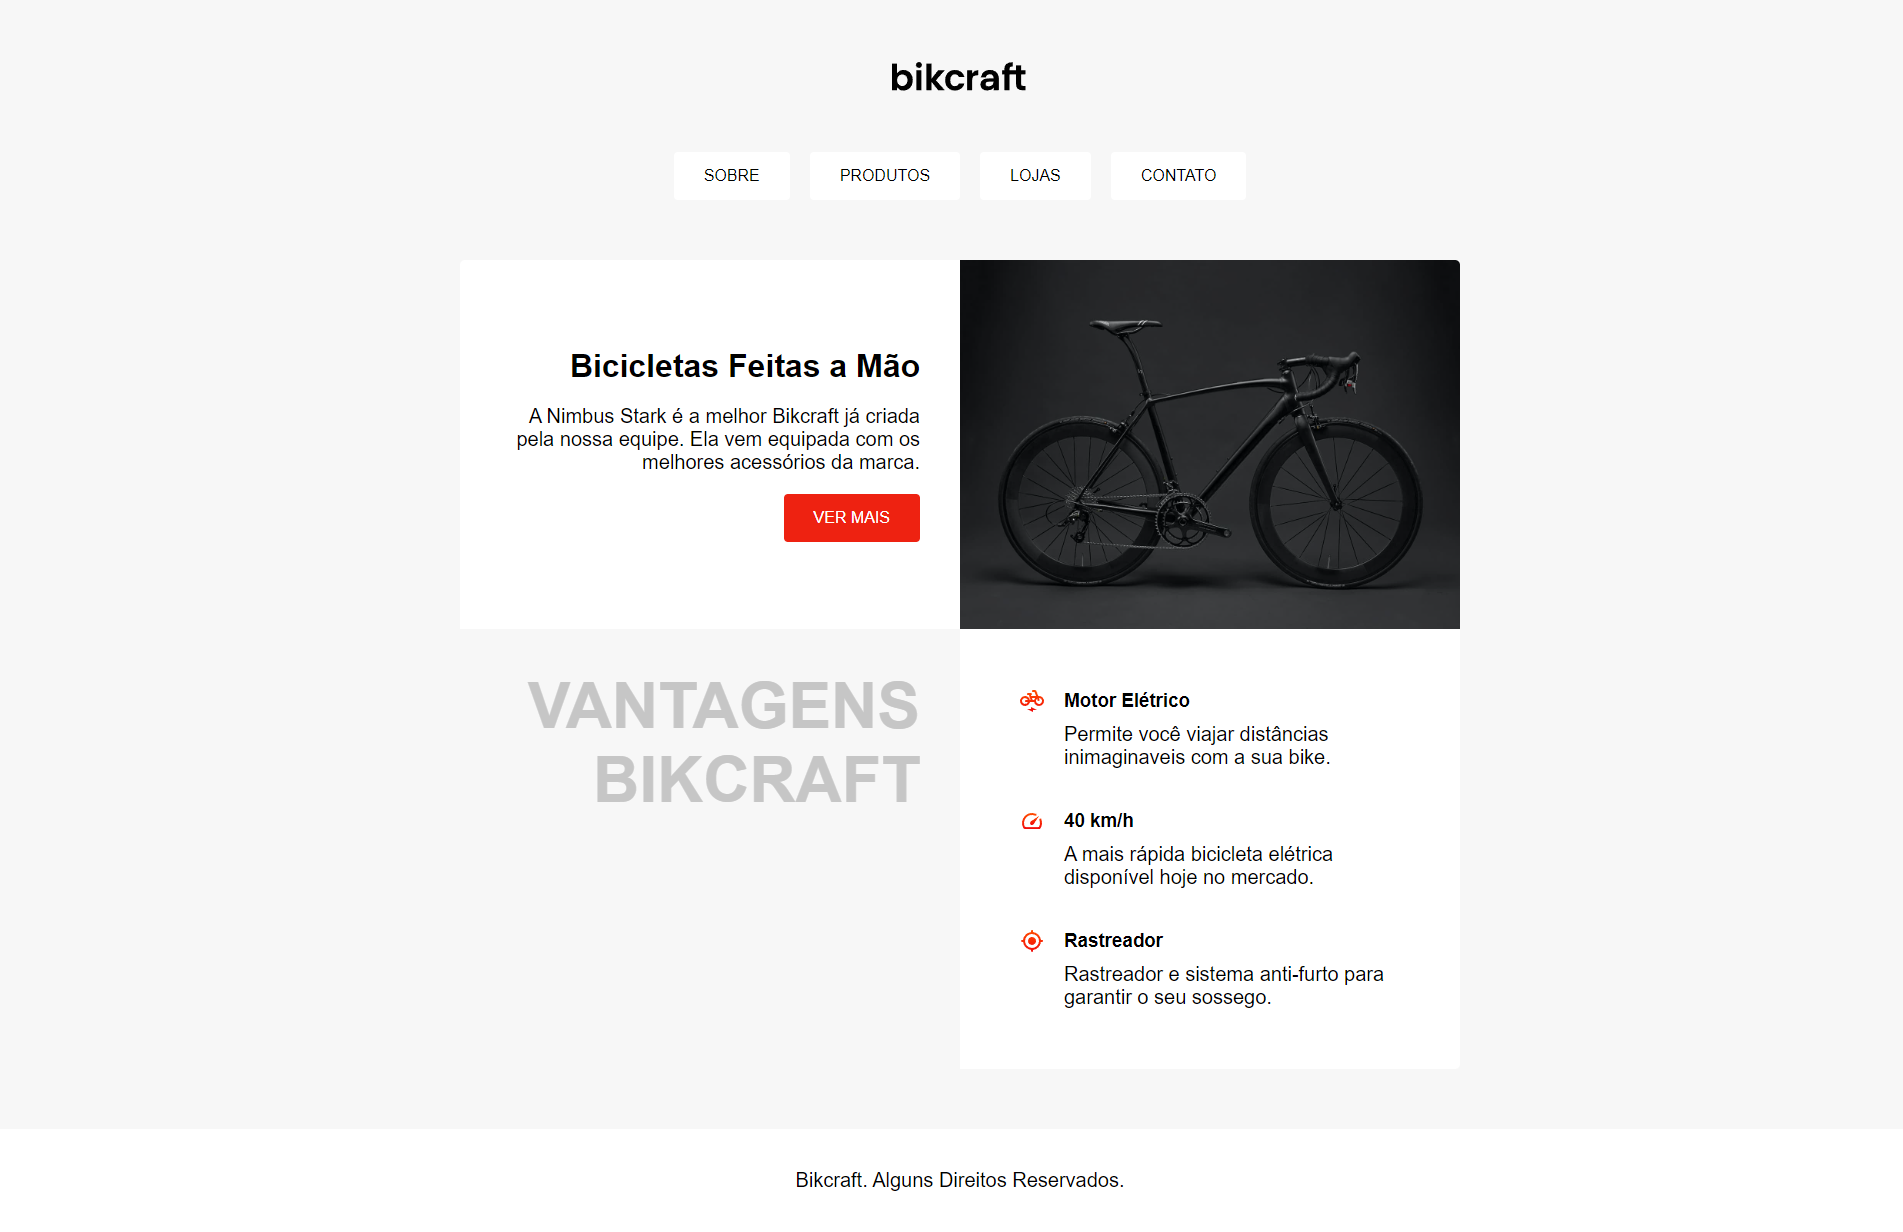 bikcraft
SOBRE
PRODUTOS
LOJAS
CONTATO
Bicicletas Feitas a Mão
A Nimbus Stark é a melhor Bikcraft já criada
pela nossa equipe. Ela vem equipada com os
melhores acessórios da marca.
VER MAIS
VANTAGENS
BIKCRAFT
Motor Elétrico
Permite você viajar distâncias
inimaginaveis com a sua bike.
40 km/h
A mais rápida bicicleta elétrica
disponível hoje no mercado.
Rastreador
Rastreador e sistema anti-furto para
garantir o seu sossego.
Bikcraft. Alguns Direitos Reservados.